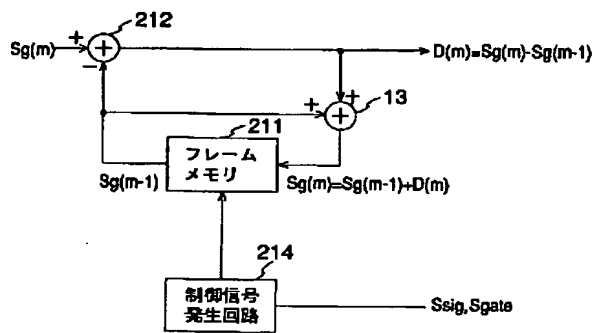 212
Sg(m)
+
+
−
D(m)=Sg(m)-Sg(m-1)
+
+
+
13
211
フレーム
メモリ
Sg(m-1)
Sg(m)=Sg(m-1)+D(m)
214
制御信号
発生回路
Ssig,Sgate